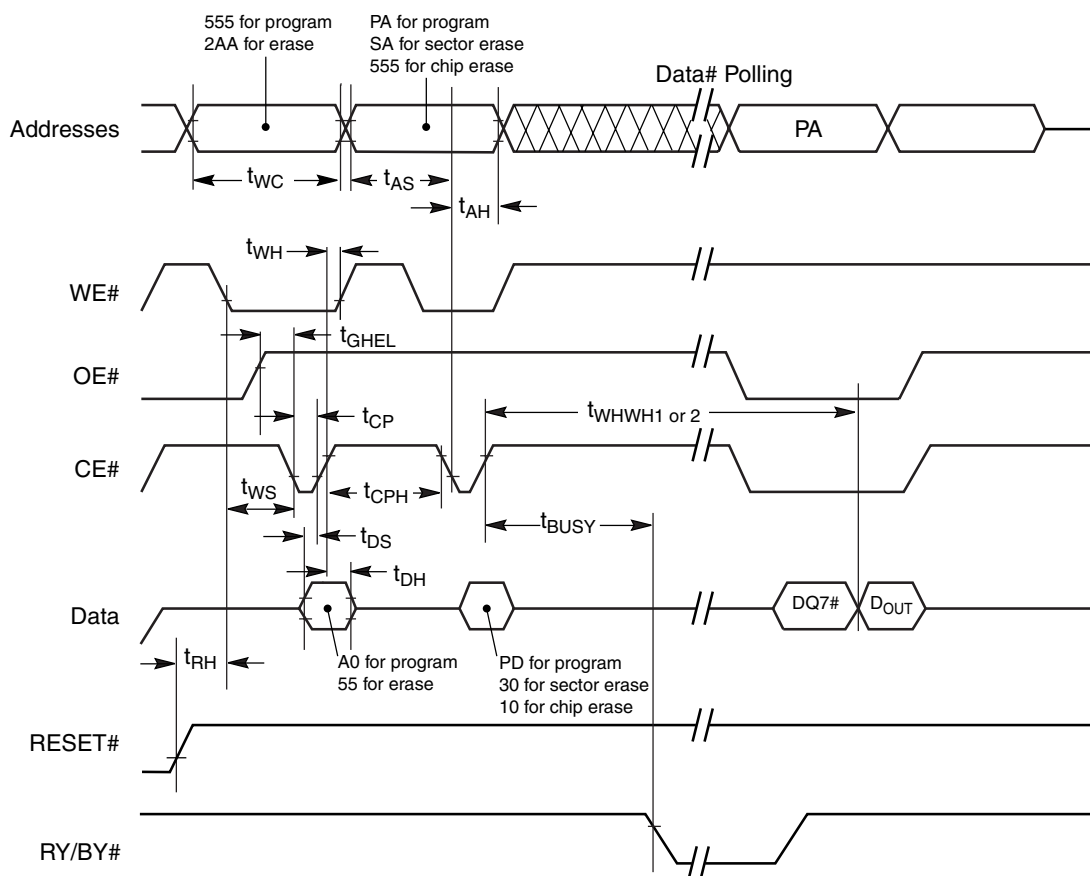 555 for program
2AA for erase
PA for program
SA for sector erase
555 for chip erase
Data# Polling
Addresses
PA
tWC
tAS
tAH
tWH
WE#
tGHEL
OE#
tWHWH1 or 2
tCP
CE#
tWS
tCPH
tBUSY
tDS
tDH
Data
DQ7#
DOUT
tRH
A0 for program
55 for erase
PD for program
30 for sector erase
10 for chip erase
RESET#
RY/BY#